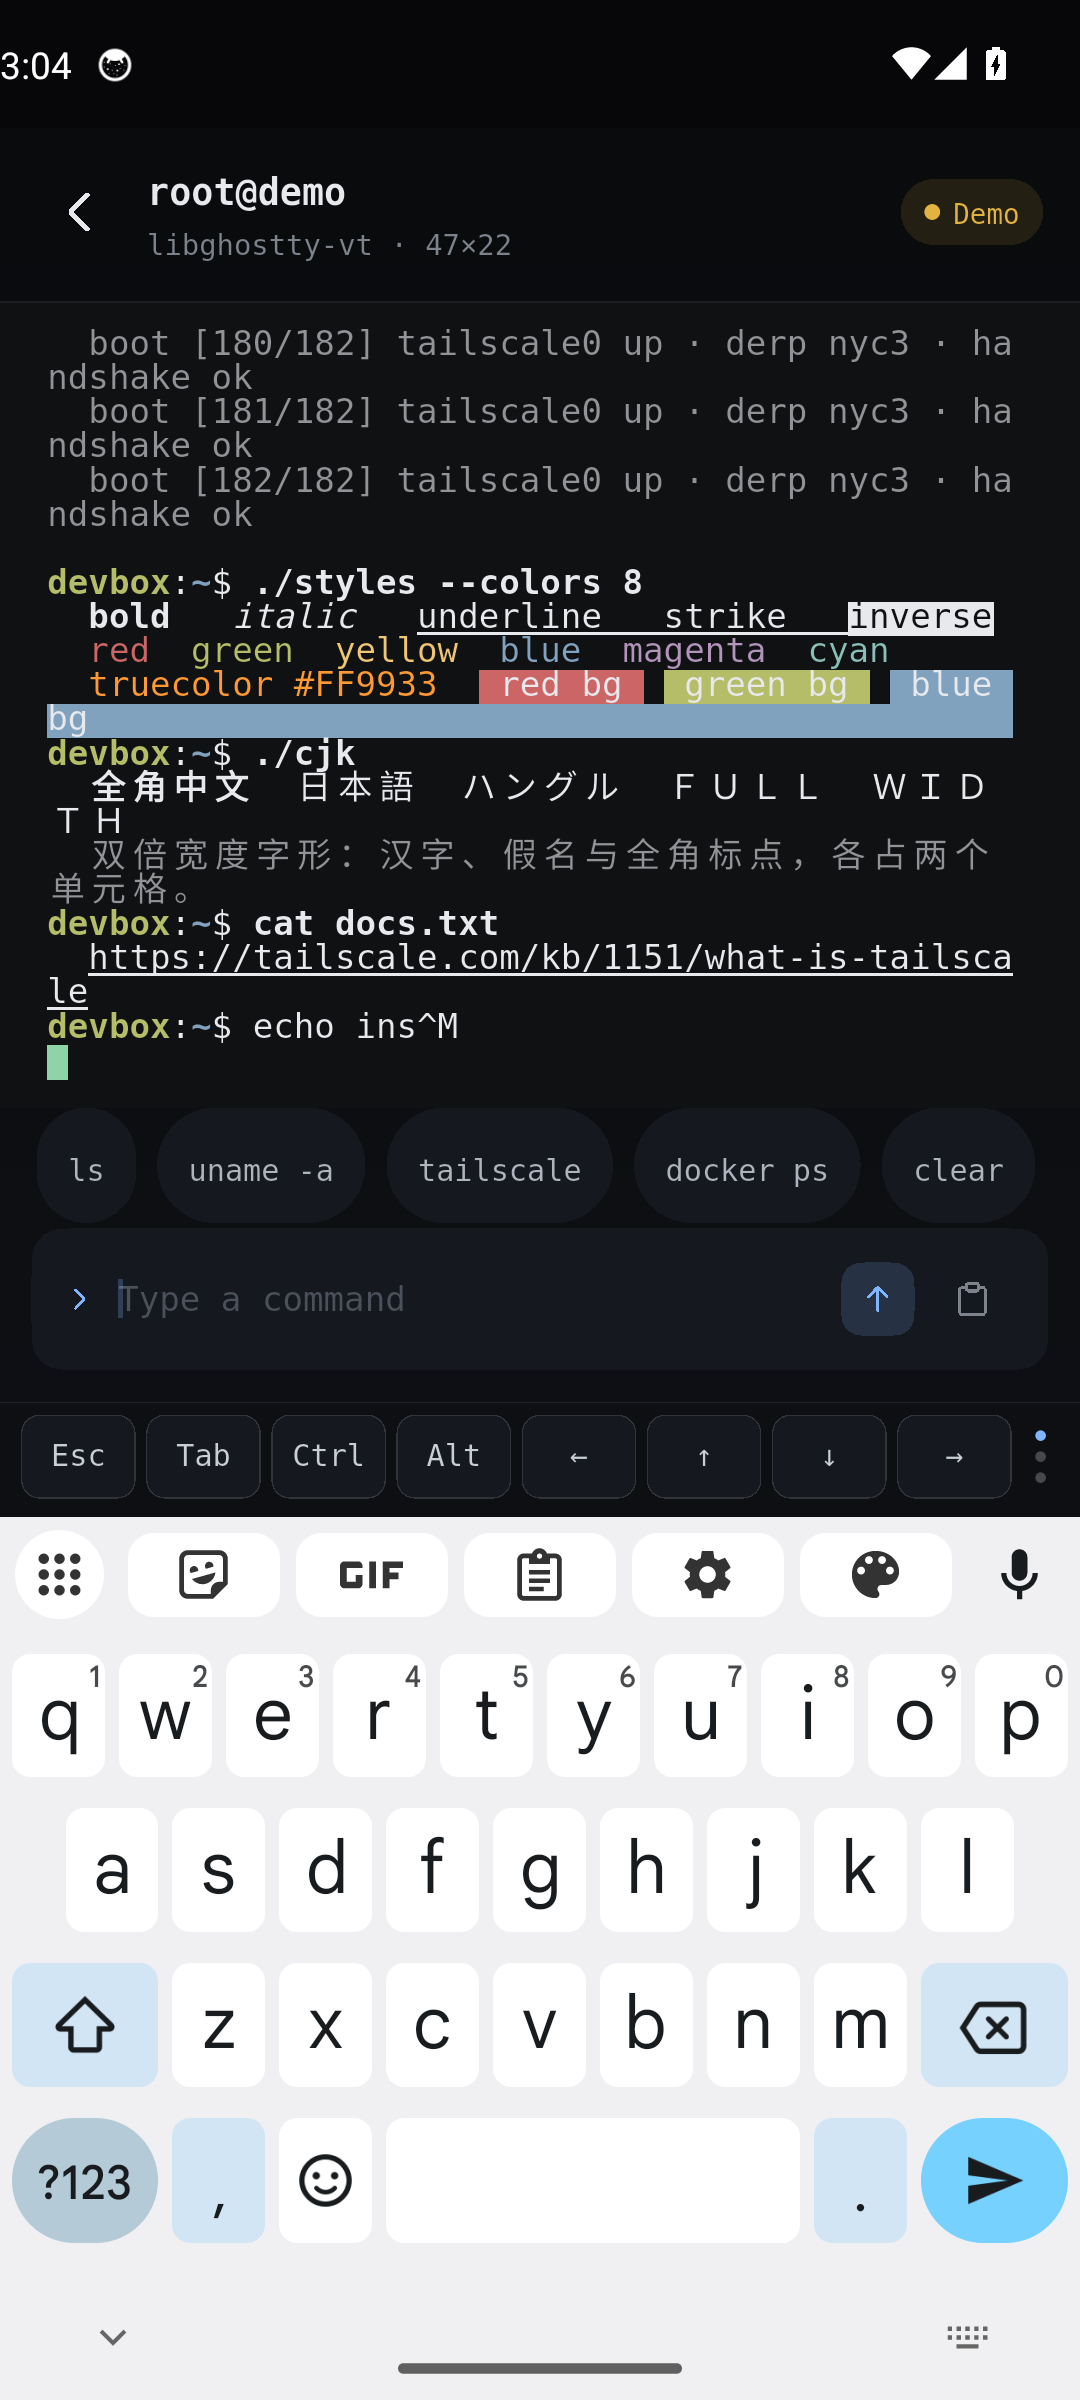 3:04
root@demo
libghostty-vt · 47×22
Demo
boot [180/182] tailscale0 up · derp nyc3 · ha
ndshake ok
boot [181/182] tailscale0 up · derp nyc3 · ha
ndshake ok
boot [182/182] tailscale0 up · derp nyc3 · ha
ndshake ok
devbox:~$ ./styles --colors 8
bold italic underline strike inverse
red green yellow blue magenta cyan
truecolor #FF9933 red bg green bg blue
bg
devbox:~$ ./cjk
全角中文 日本語 ハングル ＦＵＬＬ ＷＩＤ
ＴＨ
双倍宽度字形：汉字、假名与全角标点，各占两个
单元格。
devbox:~$ cat docs.txt
https://tailscale.com/kb/1151/what-is-tailsca
le
devbox:~$ echo ins^M
ls uname -a tailscale docker ps clear
Type a command
Esc Tab Ctrl Alt ← ↑ ↓ →
GIF
1 2 3 4 5 6 7 8 9 0
q w e r t y u i o p
a s d f g h j k l
z x c v b n m
?123 , .